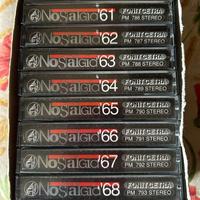 Nostalgia '61 FONIT CETRA
PM 786 STEREO
Nostalgia '62 FONIT CETRA
PM 787 STEREO
Nostalgia '63 FONIT CETRA
PM 788 STEREO
Nostalgia '64 FONIT CETRA
PM 789 STEREO
Nostalgia '65 FONIT CETRA
PM 790 STEREO
Nostalgia '66 FONIT CETRA
PM 791 STEREO
Nostalgia '67 FONIT CETRA
PM 792 STEREO
Nostalgia '68 FONIT CETRA
PM 793 STEREO